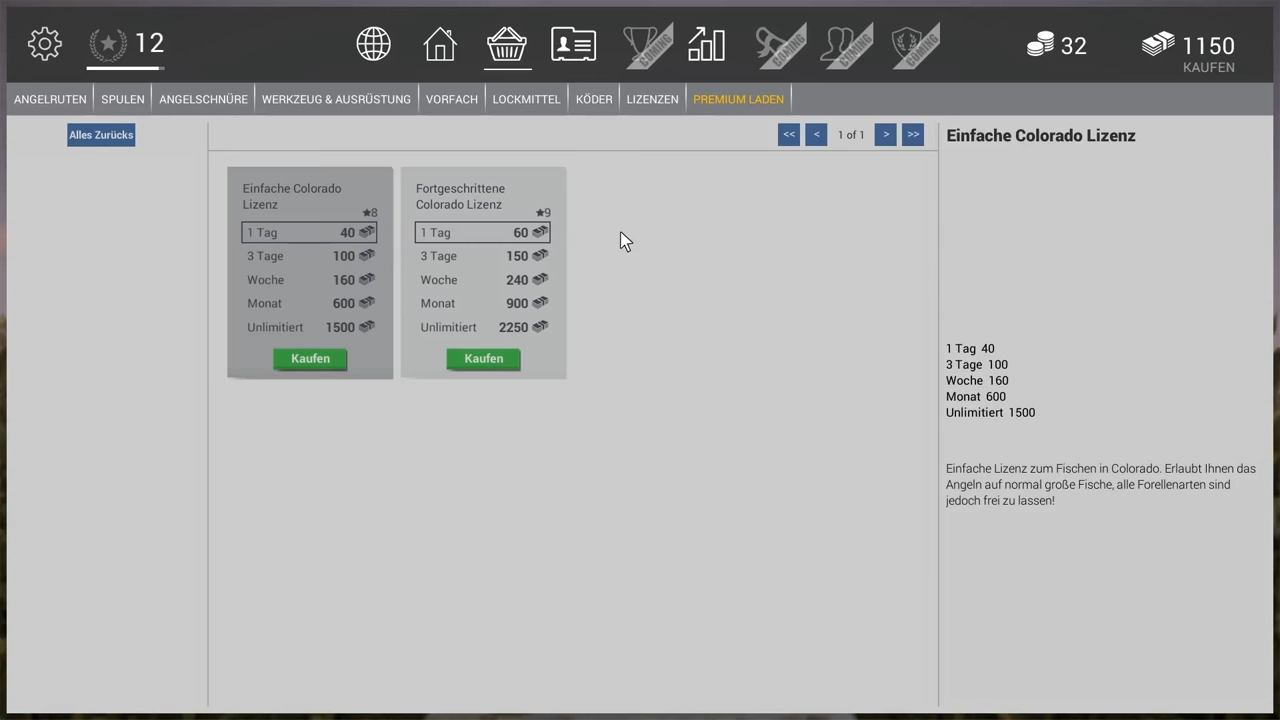 12
COMING
COMING
COMING
COMING
32
1150
KAUFEN
ANGELRUTEN
SPULEN
ANGELSCHNÜRE
WERKZEUG & AUSRÜSTUNG
VORFACH
LOCKMITTEL
KÖDER
LIZENZEN
PREMIUM LADEN
Alles Zurücks
<<
<
1 of 1
>
>>
Einfache Colorado
Lizenz
★8
1 Tag 40
3 Tage 100
Woche 160
Monat 600
Unlimitiert 1500
Kaufen
Fortgeschrittene
Colorado Lizenz
★9
1 Tag 60
3 Tage 150
Woche 240
Monat 900
Unlimitiert 2250
Kaufen
Einfache Colorado Lizenz
1 Tag 40
3 Tage 100
Woche 160
Monat 600
Unlimitiert 1500
Einfache Lizenz zum Fischen in Colorado. Erlaubt Ihnen das
Angeln auf normal große Fische, alle Forellenarten sind
jedoch frei zu lassen!